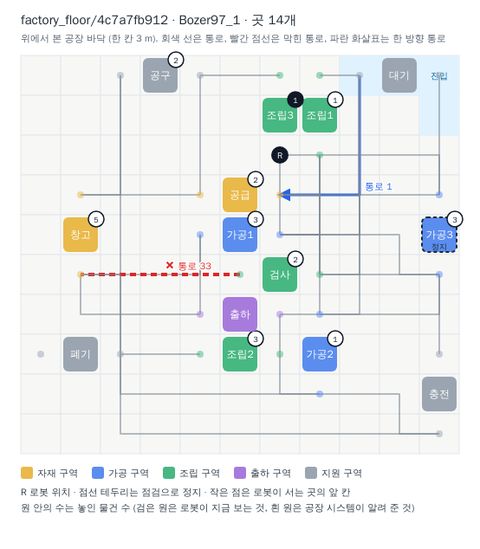 factory_floor/4c7a7fb912 · Bozer97_1 · 곳 14개
위에서 본 공장 바닥 (한 칸 3 m). 회색 선은 통로, 빨간 점선은 막힌 통로, 파란 화살표는 한 방향 통로
공구 2
대기
진입
조립3 1
조립1 1
R
통로 1
공급 2
창고 5
가공1 3
가공3 3
정지
✕ 통로 33
검사 2
출하
조립2 3
가공2 1
폐기
충전
자재 구역 가공 구역 조립 구역 출하 구역 지원 구역
R 로봇 위치 · 점선 테두리는 점검으로 정지 · 작은 점은 로봇이 서는 곳의 앞 칸
원 안의 수는 놓인 물건 수 (검은 원은 로봇이 지금 보는 것, 흰 원은 공장 시스템이 알려 준 것)